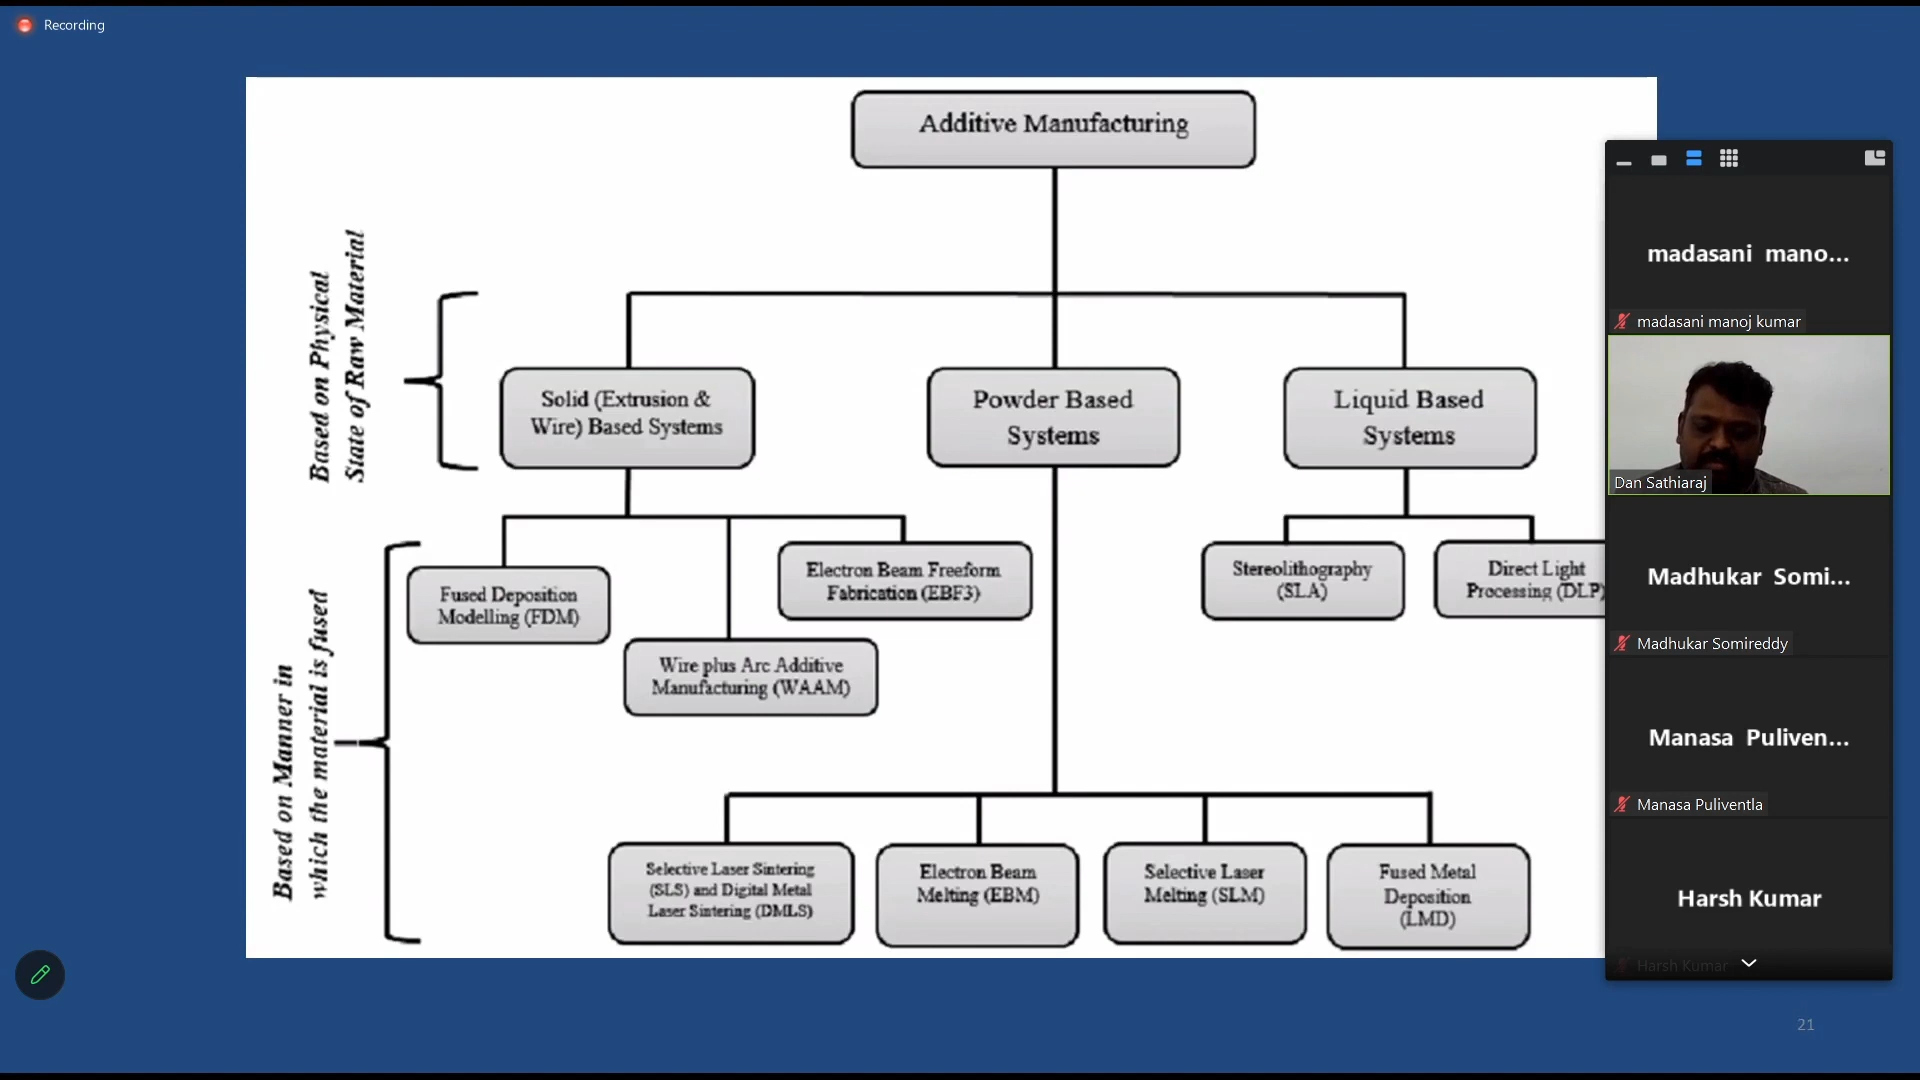 Recording
Additive Manufacturing
Based on Physical
State of Raw Material
Solid (Extrusion &
Wire) Based Systems
Powder Based
Systems
Liquid Based
Systems
Based on Manner in
which the material is fused
Fused Deposition
Modelling (FDM)
Wire plus Arc Additive
Manufacturing (WAAM)
Electron Beam Freeform
Fabrication (EBF3)
Stereolithography
(SLA)
Direct Light
Processing (DLP)
Selective Laser Sintering
(SLS) and Digital Metal
Laser Sintering (DMLS)
Electron Beam
Melting (EBM)
Selective Laser
Melting (SLM)
Fused Metal
Deposition
(LMD)
madasani mano...
madasani manoj kumar
Dan Sathiaraj
Madhukar Somi...
Madhukar Somireddy
Manasa Puliven...
Manasa Puliventla
Harsh Kumar
Harsh Kumar
21